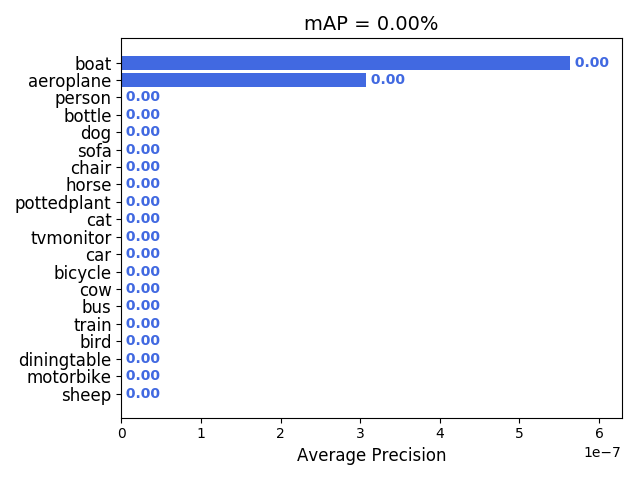 mAP = 0.00%
boat 0.00
aeroplane 0.00
person 0.00
bottle 0.00
dog 0.00
sofa 0.00
chair 0.00
horse 0.00
pottedplant 0.00
cat 0.00
tvmonitor 0.00
car 0.00
bicycle 0.00
cow 0.00
bus 0.00
train 0.00
bird 0.00
diningtable 0.00
motorbike 0.00
sheep 0.00
0 1 2 3 4 5 6
1e−7
Average Precision